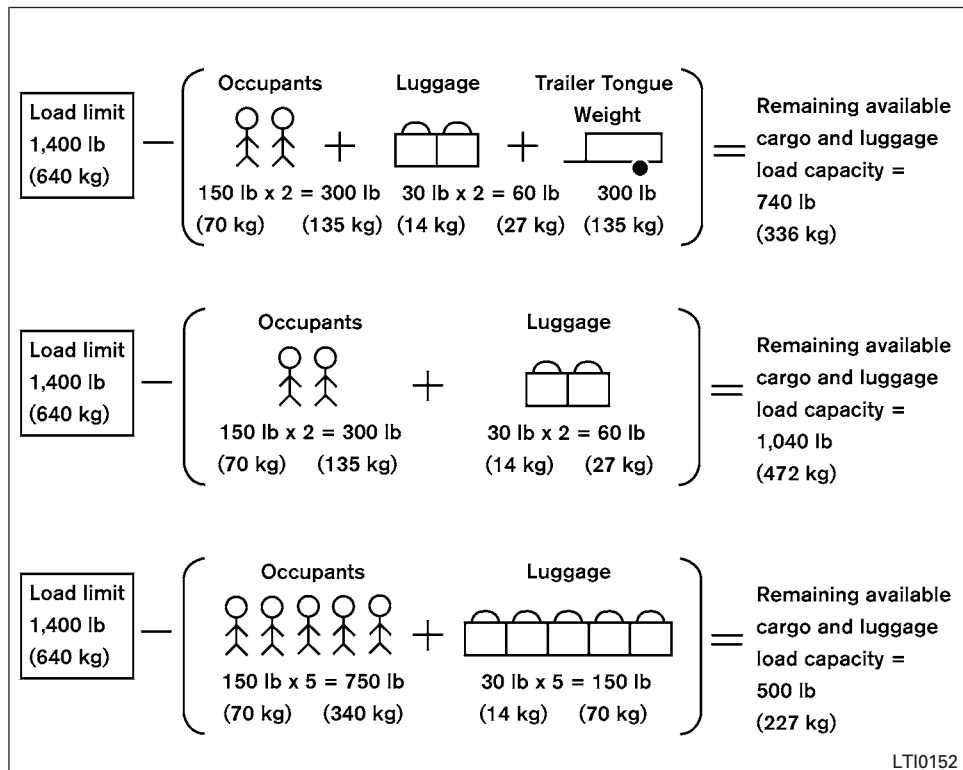 Occupants Luggage Trailer Tongue
Weight
Load limit
1,400 lb
(640 kg)
— ( + + ) =
150 lb x 2 = 300 lb 30 lb x 2 = 60 lb 300 lb
(70 kg) (135 kg) (14 kg) (27 kg) (135 kg)
Remaining available
cargo and luggage
load capacity =
740 lb
(336 kg)
Occupants Luggage
Load limit
1,400 lb
(640 kg)
— ( + ) =
150 lb x 2 = 300 lb 30 lb x 2 = 60 lb
(70 kg) (135 kg) (14 kg) (27 kg)
Remaining available
cargo and luggage
load capacity =
1,040 lb
(472 kg)
Occupants Luggage
Load limit
1,400 lb
(640 kg)
— ( + ) =
150 lb x 5 = 750 lb 30 lb x 5 = 150 lb
(70 kg) (340 kg) (14 kg) (70 kg)
Remaining available
cargo and luggage
load capacity =
500 lb
(227 kg)
LTI0152